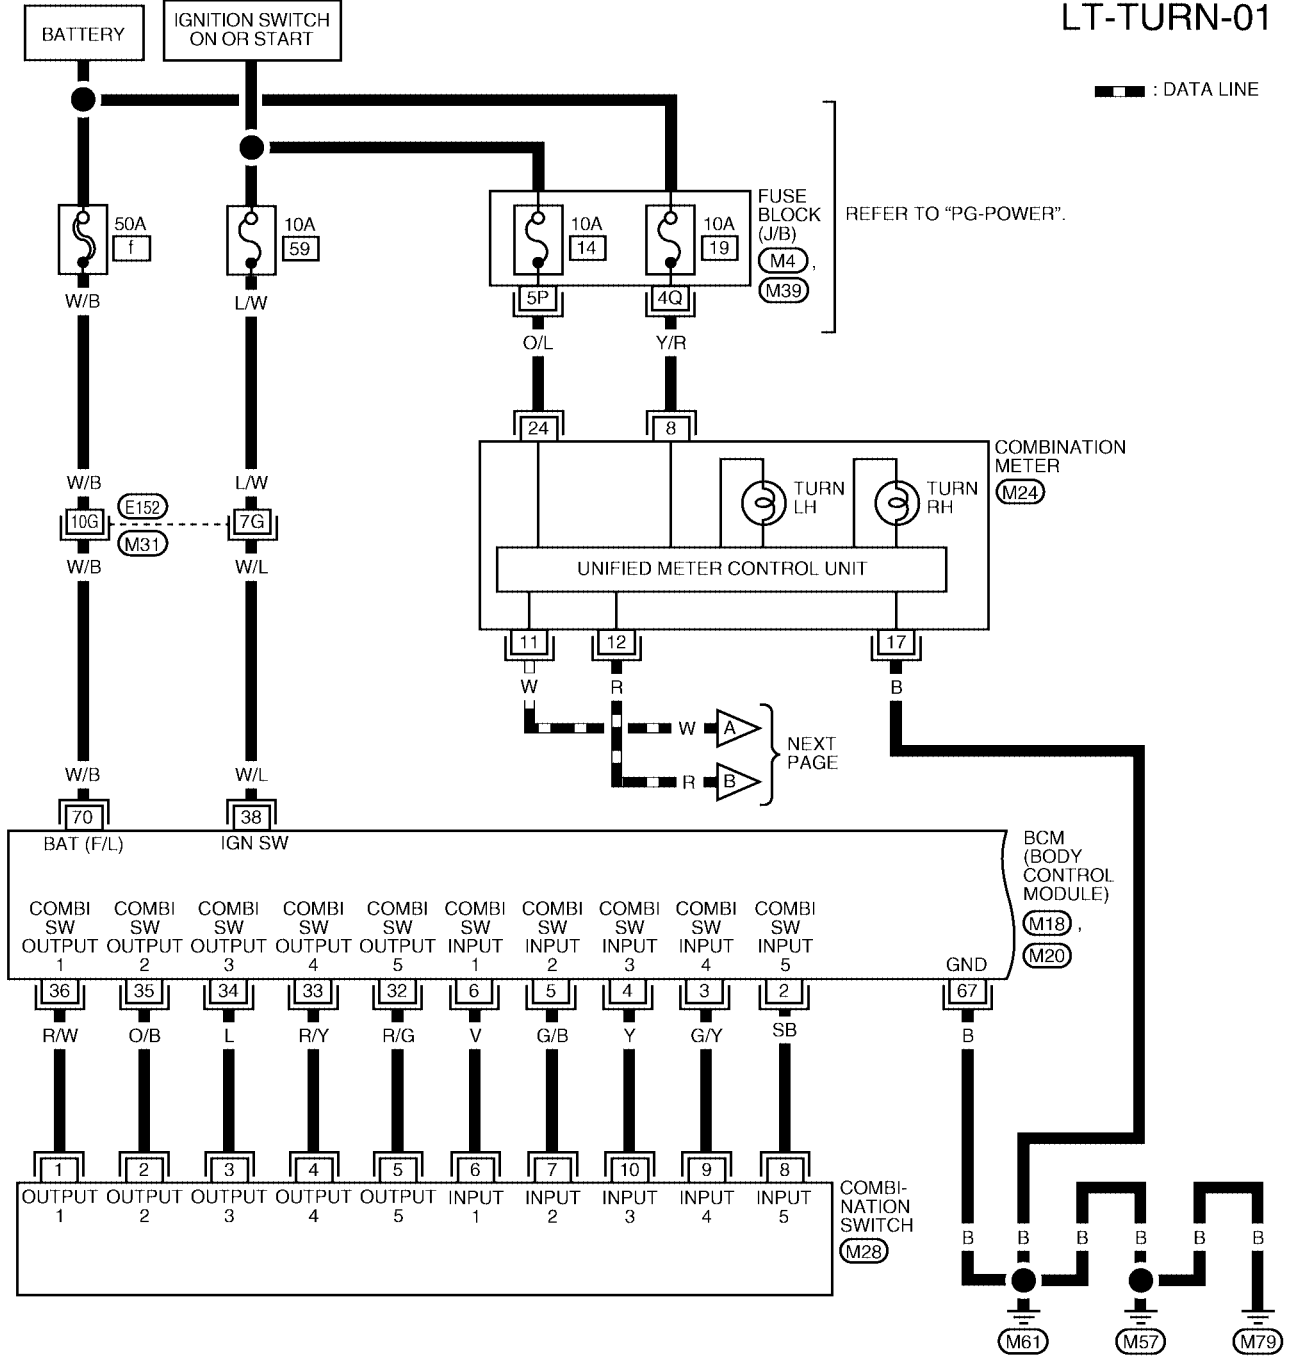 LT-TURN-01
BATTERY
IGNITION SWITCH
ON OR START
: DATA LINE
50A
f
10A
59
10A
14
10A
19
FUSE
BLOCK
(J/B)
M4 ,
M39
REFER TO “PG-POWER”.
W/B
L/W
5P
4Q
O/L
Y/R
24
8
COMBINATION
METER
M24
TURN
LH
TURN
RH
UNIFIED METER CONTROL UNIT
W/B
L/W
10G
E152
M31
7G
W/B
W/L
11
12
17
W
R
B
W
A
R
B
NEXT
PAGE
W/B
W/L
70
38
BAT (F/L)
IGN SW
BCM
(BODY
CONTROL
MODULE)
M18 ,
M20
COMBI COMBI COMBI COMBI COMBI COMBI COMBI COMBI COMBI COMBI
SW SW SW SW SW SW SW SW SW SW
OUTPUT OUTPUT OUTPUT OUTPUT OUTPUT INPUT INPUT INPUT INPUT INPUT
1 2 3 4 5 1 2 3 4 5 GND
36 35 34 33 32 6 5 4 3 2 67
R/W O/B L R/Y R/G V G/B Y G/Y SB B
1 2 3 4 5 6 7 10 9 8
OUTPUT OUTPUT OUTPUT OUTPUT OUTPUT INPUT INPUT INPUT INPUT INPUT
1 2 3 4 5 1 2 3 4 5
COMBI-
NATION
SWITCH
M28
B B B B B B
M61 M57 M79